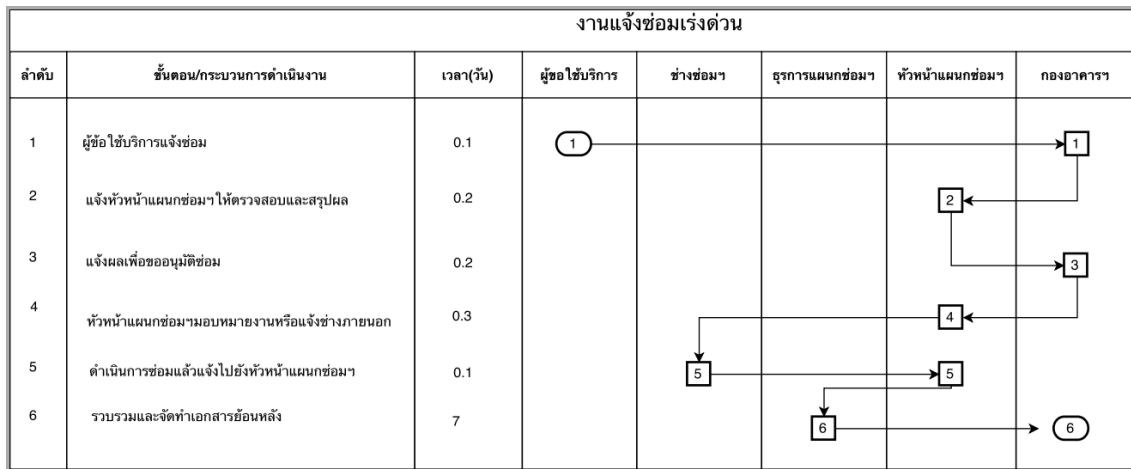 งานแจ้งซ่อมเร่งด่วน
ลำดับ ขั้นตอน/กระบวนการดำเนินงาน เวลา(วัน) ผู้ขอใช้บริการ ช่างซ่อมฯ ธุรการแผนกซ่อมฯ หัวหน้าแผนกซ่อมฯ กองอาคารฯ
1 ผู้ข้อใช้บริการแจ้งซ่อม 0.1 1 1
2 แจ้งหัวหน้าแผนกซ่อมฯให้ตรวจสอบและสรุปผล 0.2 2
3 แจ้งผลเพื่อขออนุมัติซ่อม 0.2 3
4 หัวหน้าแผนกซ่อมฯมอบหมายงานหรือแจ้งช่างภายนอก 0.3 4
5 ดำเนินการซ่อมแล้วแจ้งไปยังหัวหน้าแผนกซ่อมฯ 0.1 5 5
6 รวบรวมและจัดทำเอกสารย้อนหลัง 7 6 6